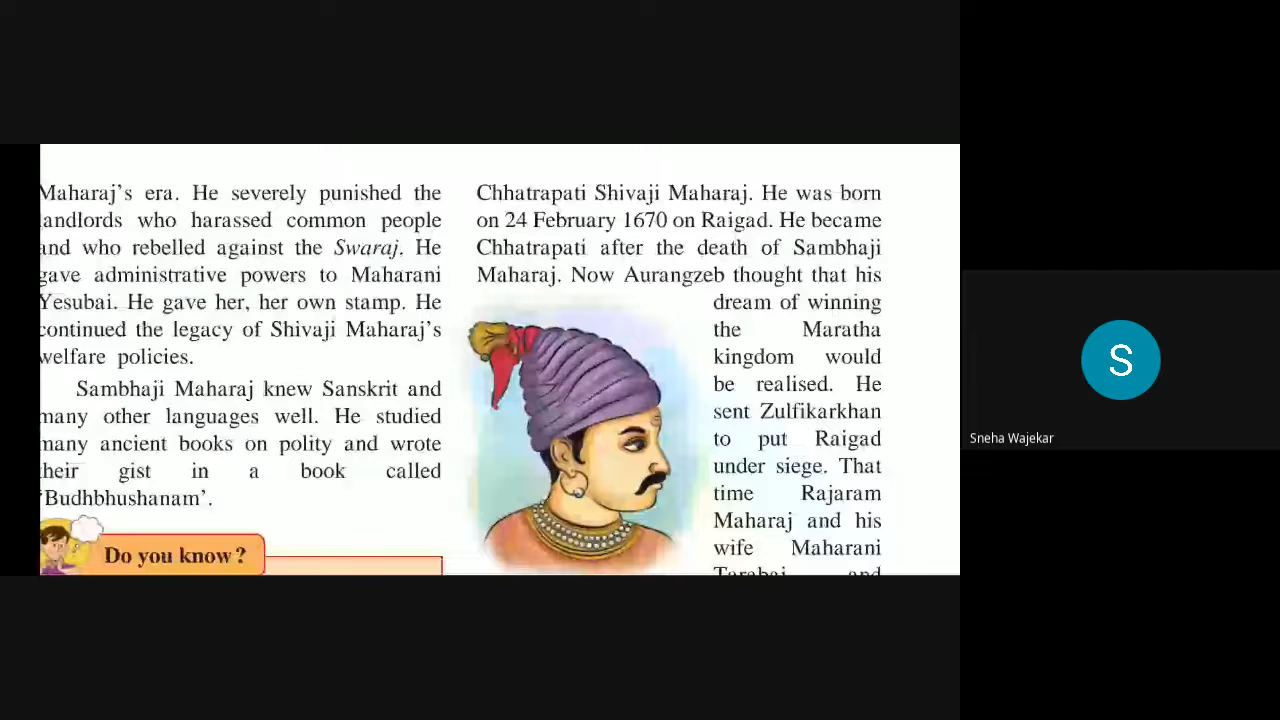 Maharaj's era. He severely punished the
landlords who harassed common people
and who rebelled against the Swaraj. He
gave administrative powers to Maharani
Yesubai. He gave her, her own stamp. He
continued the legacy of Shivaji Maharaj's
welfare policies.
Sambhaji Maharaj knew Sanskrit and
many other languages well. He studied
many ancient books on polity and wrote
their gist in a book called
'Budhbhushanam'.
Do you know?
Chhatrapati Shivaji Maharaj. He was born
on 24 February 1670 on Raigad. He became
Chhatrapati after the death of Sambhaji
Maharaj. Now Aurangzeb thought that his
dream of winning
the Maratha
kingdom would
be realised. He
sent Zulfikarkhan
to put Raigad
under siege. That
time Rajaram
Maharaj and his
wife Maharani
Tarabai and
S
Sneha Wajekar